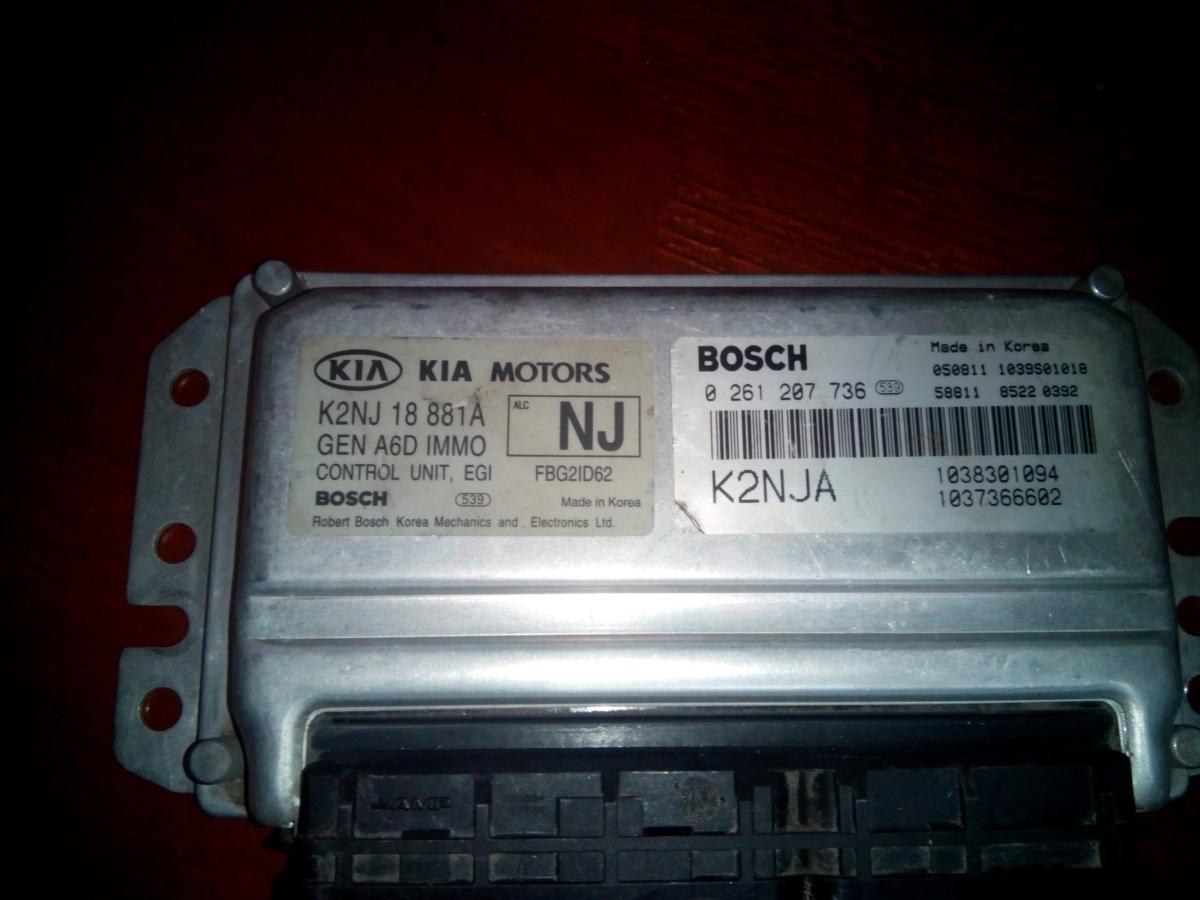 KIA KIA MOTORS
K2NJ 18 881A
GEN A6D IMMO
CONTROL UNIT, EGI
ALC
NJ
FBG2ID62
BOSCH 539 Made in Korea
Robert Bosch Korea Mechanics and Electronics Ltd.
BOSCH Made in Korea
0 261 207 736 539
050811 1039S01018
58811 8522 0392
K2NJA
1038301094
1037366602
AMP